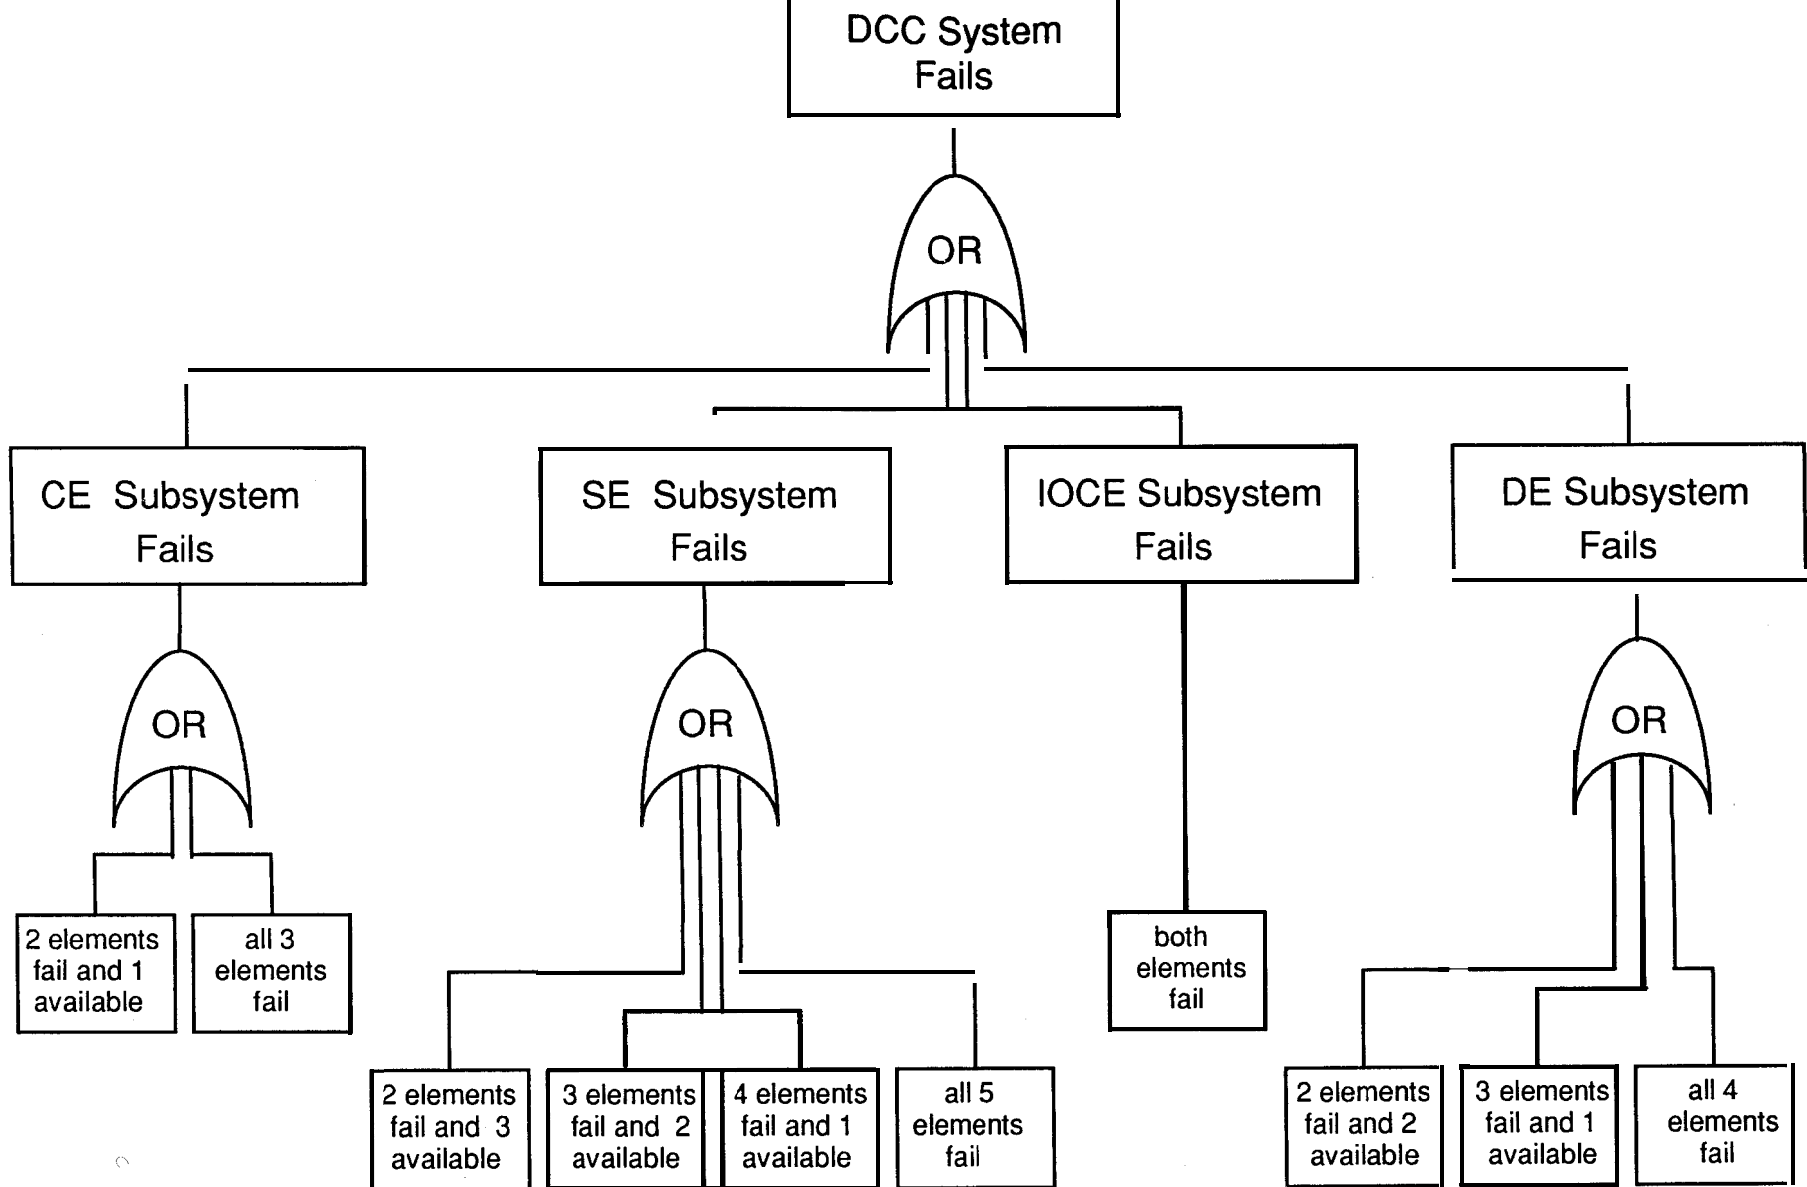 DCC System
Fails
OR
CE Subsystem
Fails
SE Subsystem
Fails
IOCE Subsystem
Fails
DE Subsystem
Fails
OR
OR
OR
2 elements
fail and 1
available
all 3
elements
fail
both
elements
fail
2 elements
fail and 3
available
3 elements
fail and 2
available
4 elements
fail and 1
available
all 5
elements
fail
2 elements
fail and 2
available
3 elements
fail and 1
available
all 4
elements
fail